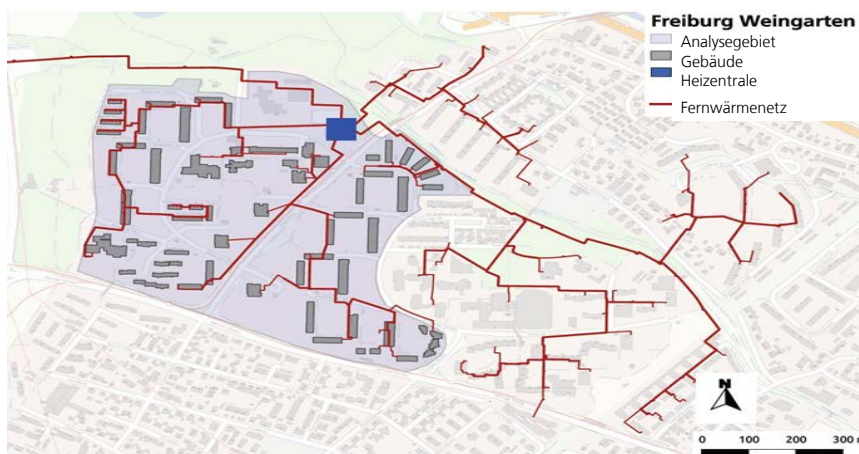 Freiburg Weingarten
Analysegebiet
Gebäude
Heizentrale
Fernwärmenetz
N
0 100 200 300 m